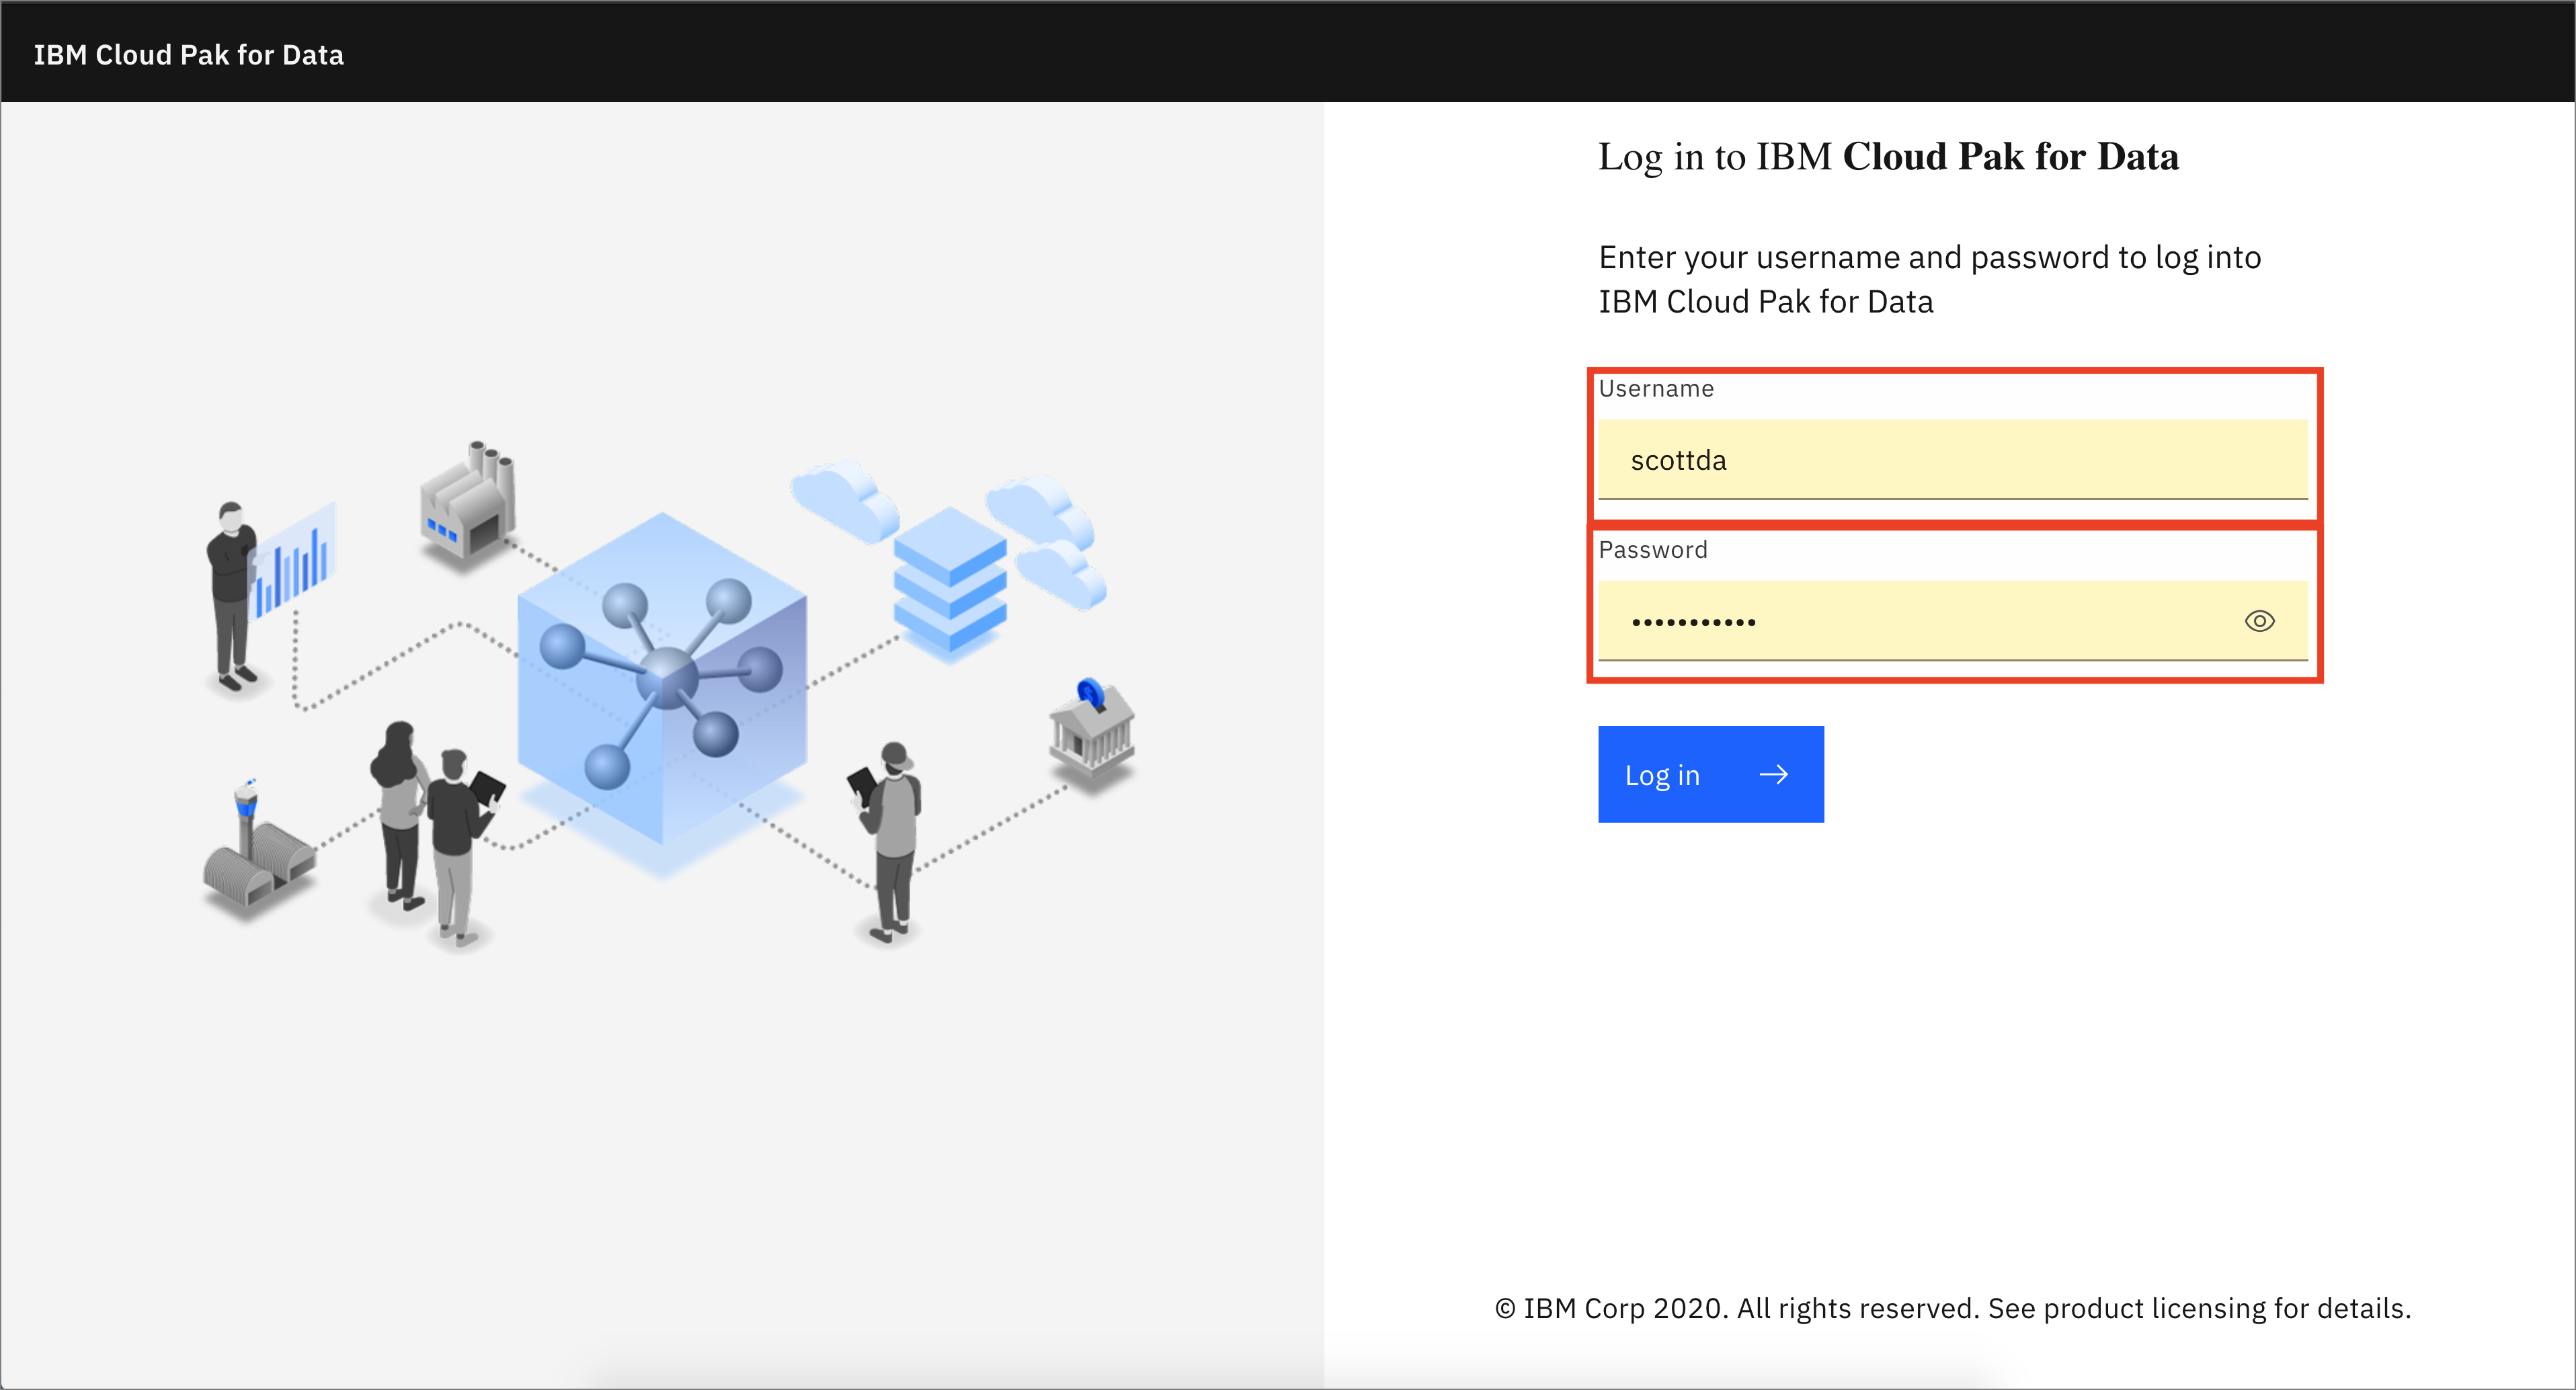 IBM Cloud Pak for Data
Log in to IBM Cloud Pak for Data
Enter your username and password to log into
IBM Cloud Pak for Data
Username
scottda
Password
•••••••••••
Log in
© IBM Corp 2020. All rights reserved. See product licensing for details.